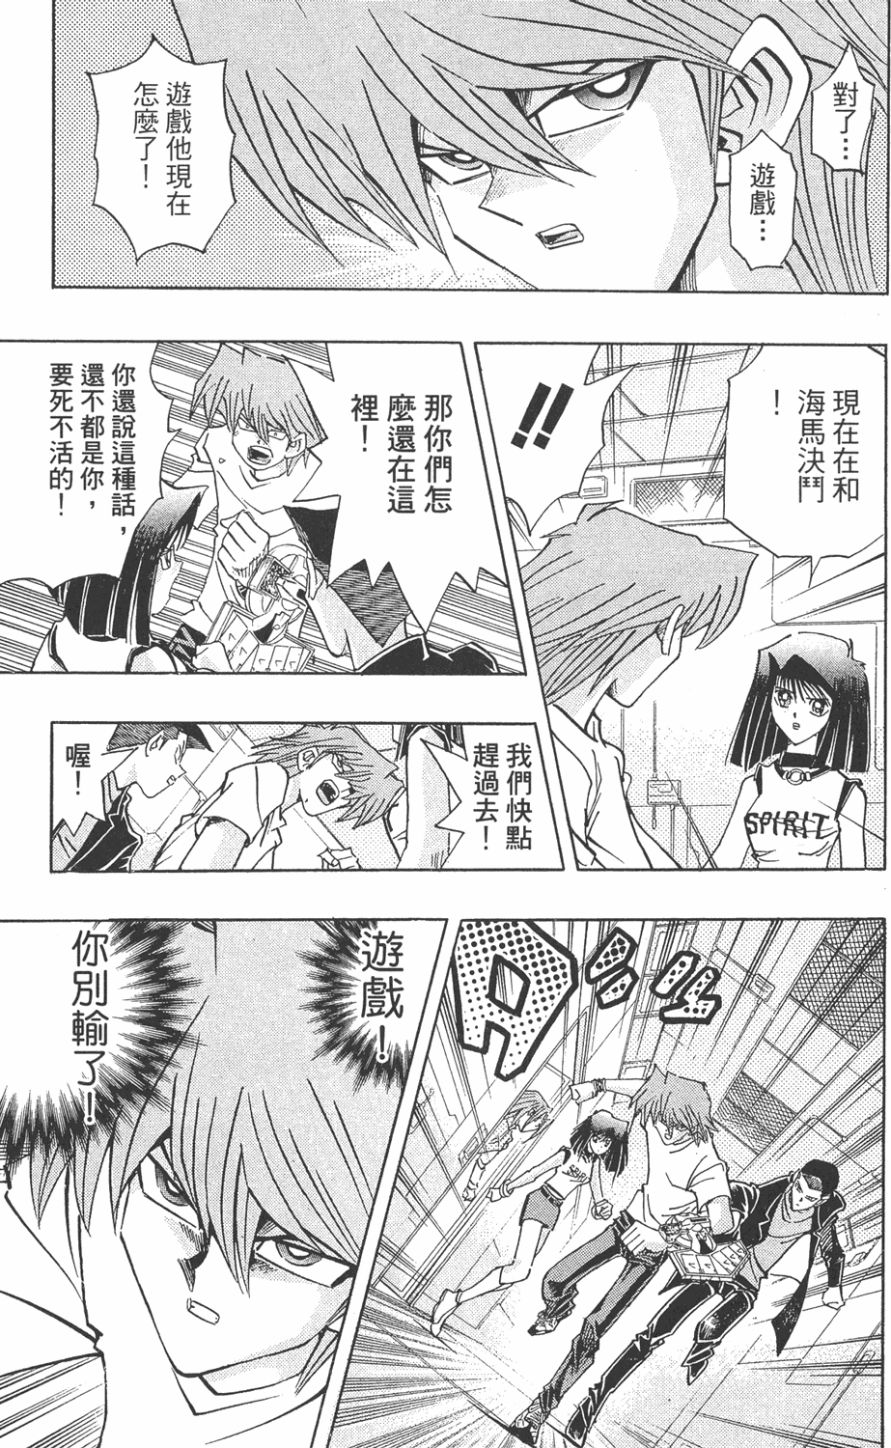 對了…
遊戲…
遊戲他現在
怎麼了！
現在在和
海馬決鬥
！
!!
SPIRIT
那你們怎
麼還在這
裡！
你還說這種話，
還不都是你，
要死不活的！
我們快點
趕過去！
喔！
遊戲！
你別輸了！